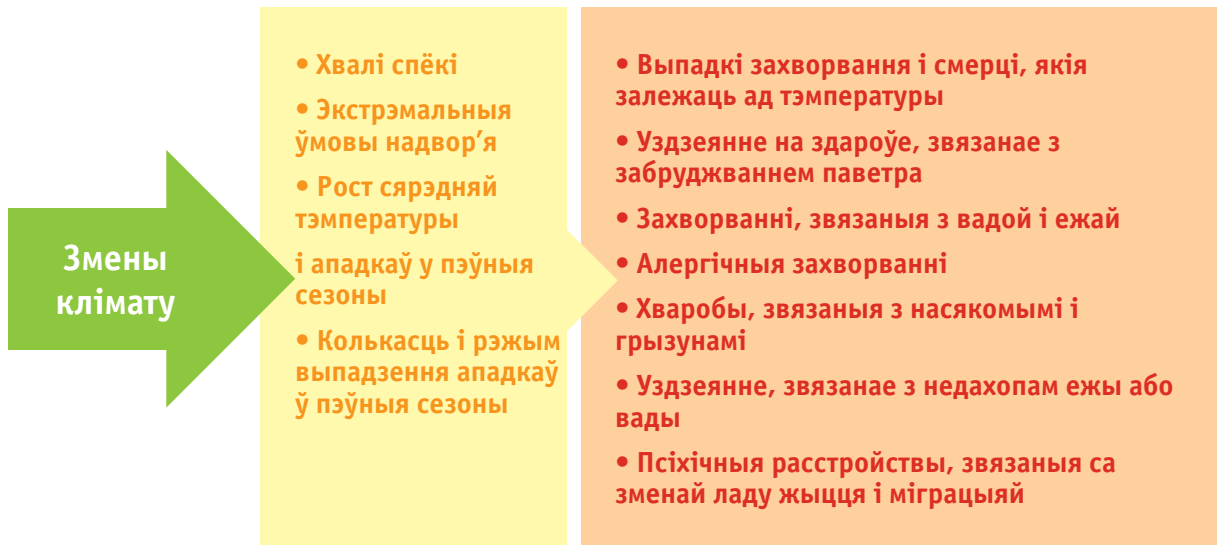 Змены
клімату
• Хвалі спёкі
• Экстрэмальныя
ўмовы надвор’я
• Рост сярэдняй
тэмпературы
і ападкаў у пэўныя
сезоны
• Колькасць і рэжым
выпадзення ападкаў
ў пэўныя сезоны
• Выпадкі захворвання і смерці, якія
залежаць ад тэмпературы
• Уздзеянне на здароўе, звязанае з
забруджваннем паветра
• Захворванні, звязаныя з вадой і ежай
• Алергічныя захворванні
• Хваробы, звязаныя з насякомымі і
грызунамі
• Уздзеянне, звязанае з недахопам ежы або
вады
• Псіхічныя расстройствы, звязаныя са
зменай ладу жыцця і міграцыяй